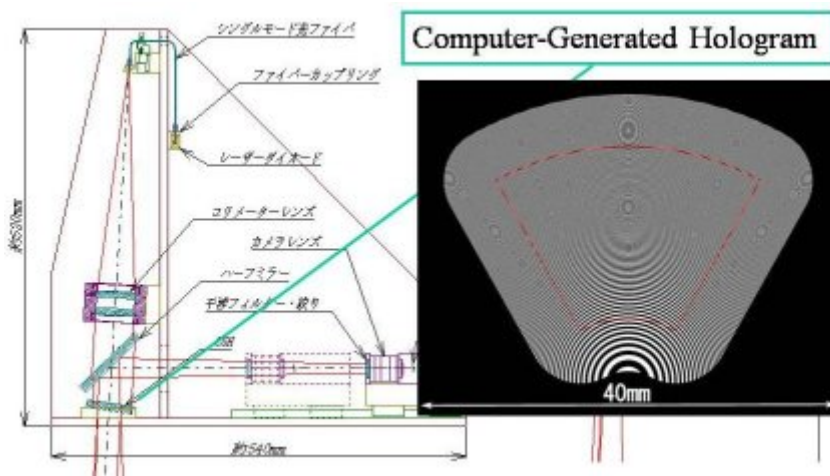 シングルモード光ファイバ
Computer-Generated Hologram
ファイバーカップリング
レーザーダイオード
コリメーターレンズ
カメラレンズ
ハーフミラー
干渉フィルター・絞り
CGH
約540mm
40mm